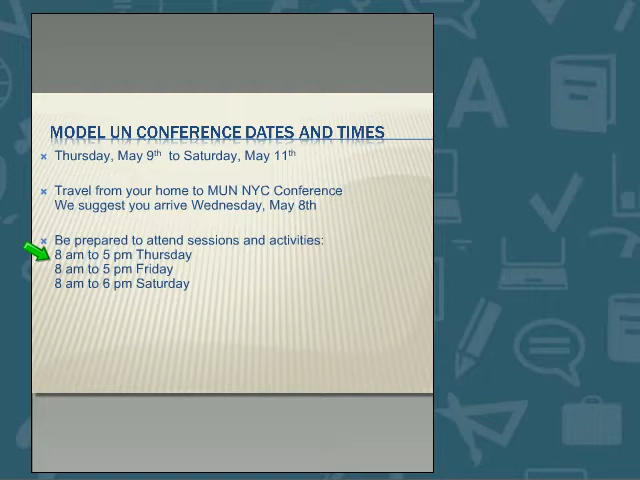 MODEL UN CONFERENCE DATES AND TIMES
Thursday, May 9th to Saturday, May 11th
Travel from your home to MUN NYC Conference
We suggest you arrive Wednesday, May 8th
Be prepared to attend sessions and activities:
8 am to 5 pm Thursday
8 am to 5 pm Friday
8 am to 6 pm Saturday